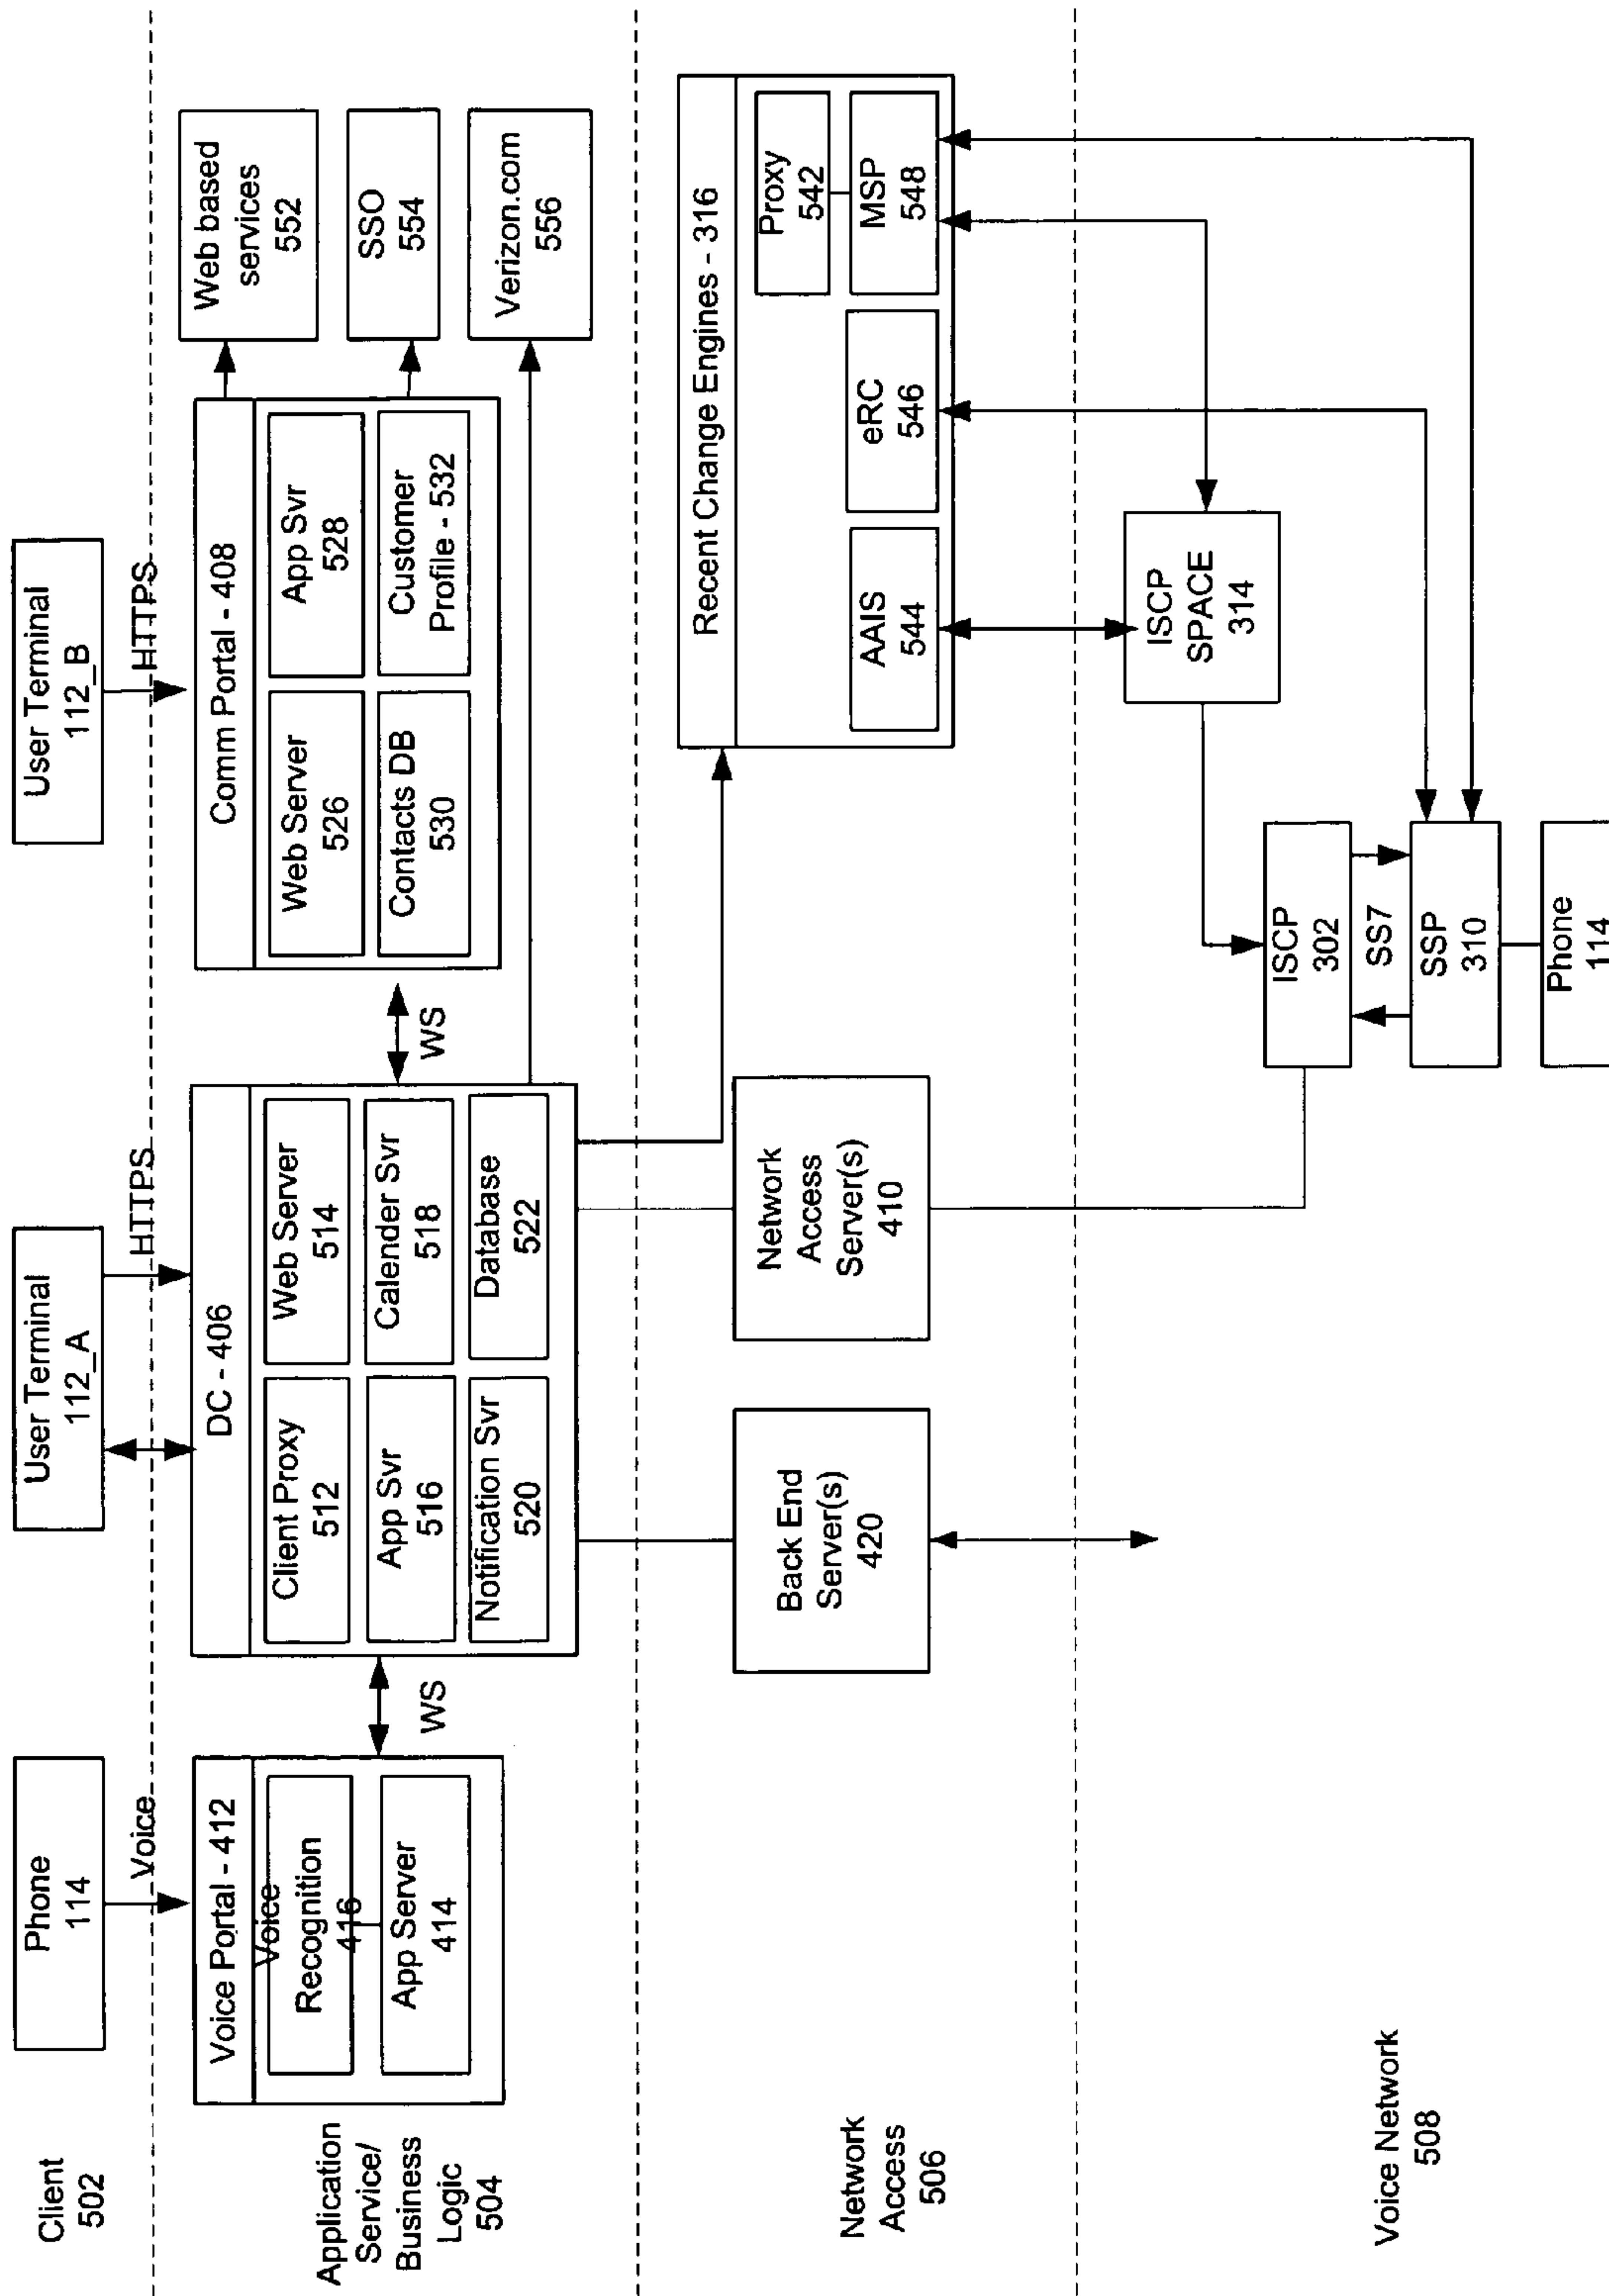 Client
502
Phone
114
User Terminal
112_A
User Terminal
112_B
Voice
HTTPS
HTTPS
Application
Service/
Business
Logic
504
Voice Portal - 412
Voice
Recognition
416
App Server
414
WS
DC - 406
Client Proxy
512
Web Server
514
App Svr
516
Calender Svr
518
Notification Svr
520
Database
522
WS
Comm Portal - 408
Web Server
526
App Svr
528
Contacts DB
530
Customer
Profile - 532
Web based
services
552
SSO
554
Verizon.com
556
Network
Access
506
Back End
Server(s)
420
Network
Access
Server(s)
410
Recent Change Engines - 316
Proxy
542
AAIS
544
eRC
546
MSP
548
Voice Network
508
ISCP
SPACE
314
ISCP
302
SS7
SSP
310
Phone
114